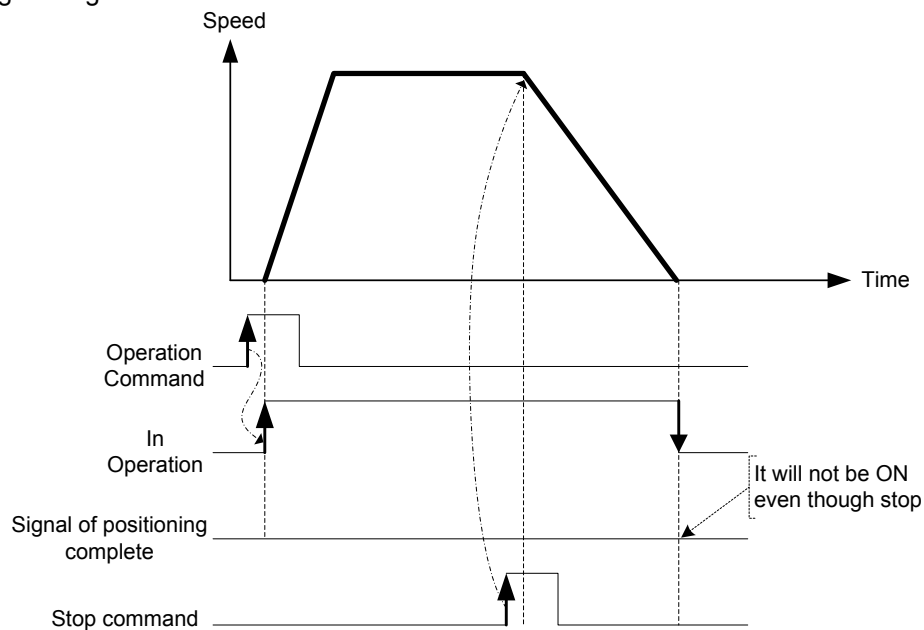 Speed
Time
Operation
Command
In
Operation
It will not be ON
even though stop
Signal of positioning
complete
Stop command